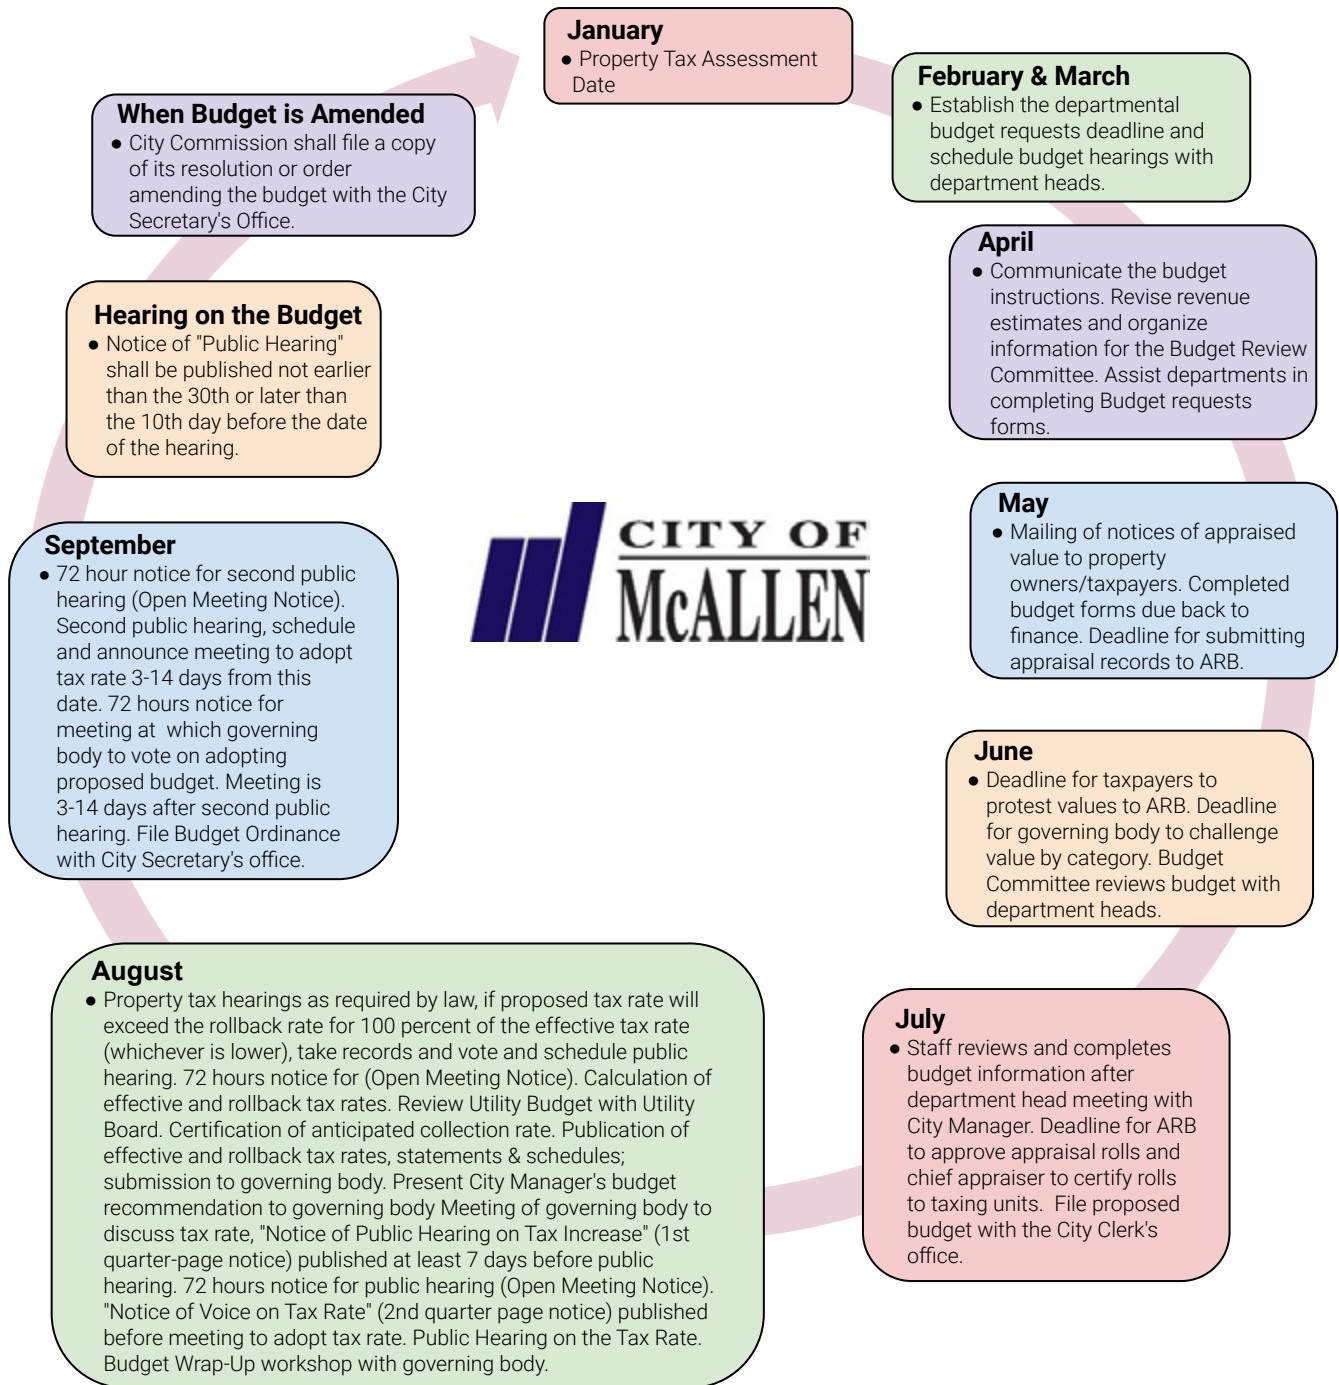 January
● Property Tax Assessment
Date
February & March
● Establish the departmental
budget requests deadline and
schedule budget hearings with
department heads.
April
● Communicate the budget
instructions. Revise revenue
estimates and organize
information for the Budget Review
Committee. Assist departments in
completing Budget requests
forms.
May
● Mailing of notices of appraised
value to property
owners/taxpayers. Completed
budget forms due back to
finance. Deadline for submitting
appraisal records to ARB.
June
● Deadline for taxpayers to
protest values to ARB. Deadline
for governing body to challenge
value by category. Budget
Committee reviews budget with
department heads.
July
● Staff reviews and completes
budget information after
department head meeting with
City Manager. Deadline for ARB
to approve appraisal rolls and
chief appraiser to certify rolls
to taxing units. File proposed
budget with the City Clerk's
office.
August
● Property tax hearings as required by law, if proposed tax rate will
exceed the rollback rate for 100 percent of the effective tax rate
(whichever is lower), take records and vote and schedule public
hearing. 72 hours notice for (Open Meeting Notice). Calculation of
effective and rollback tax rates. Review Utility Budget with Utility
Board. Certification of anticipated collection rate. Publication of
effective and rollback tax rates, statements & schedules;
submission to governing body. Present City Manager's budget
recommendation to governing body Meeting of governing body to
discuss tax rate, "Notice of Public Hearing on Tax Increase" (1st
quarter-page notice) published at least 7 days before public
hearing. 72 hours notice for public hearing (Open Meeting Notice).
"Notice of Voice on Tax Rate" (2nd quarter page notice) published
before meeting to adopt tax rate. Public Hearing on the Tax Rate.
Budget Wrap-Up workshop with governing body.
September
● 72 hour notice for second public
hearing (Open Meeting Notice).
Second public hearing, schedule
and announce meeting to adopt
tax rate 3-14 days from this
date. 72 hours notice for
meeting at which governing
body to vote on adopting
proposed budget. Meeting is
3-14 days after second public
hearing. File Budget Ordinance
with City Secretary's office.
Hearing on the Budget
● Notice of "Public Hearing"
shall be published not earlier
than the 30th or later than
the 10th day before the date
of the hearing.
When Budget is Amended
● City Commission shall file a copy
of its resolution or order
amending the budget with the City
Secretary's Office.
CITY OF
McALLEN